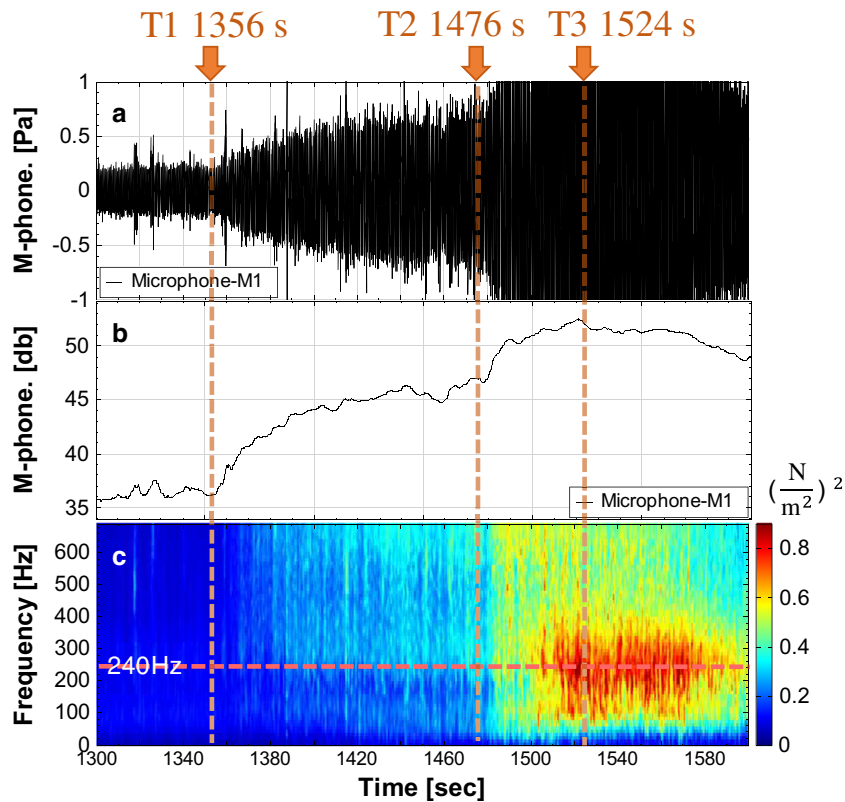 T1 1356 s T2 1476 s T3 1524 s
a
M-phone. [Pa]
1
0.5
0
-0.5
-1
Microphone-M1
b
M-phone. [db]
50
45
36
35
Microphone-M1
(N/m²)²
c
Frequency [Hz]
600
500
400
300
200
100
0
240Hz
0.8
0.6
0.4
0.2
0
1300 1340 1380 1420 1460 1500 1540 1580
Time [sec]